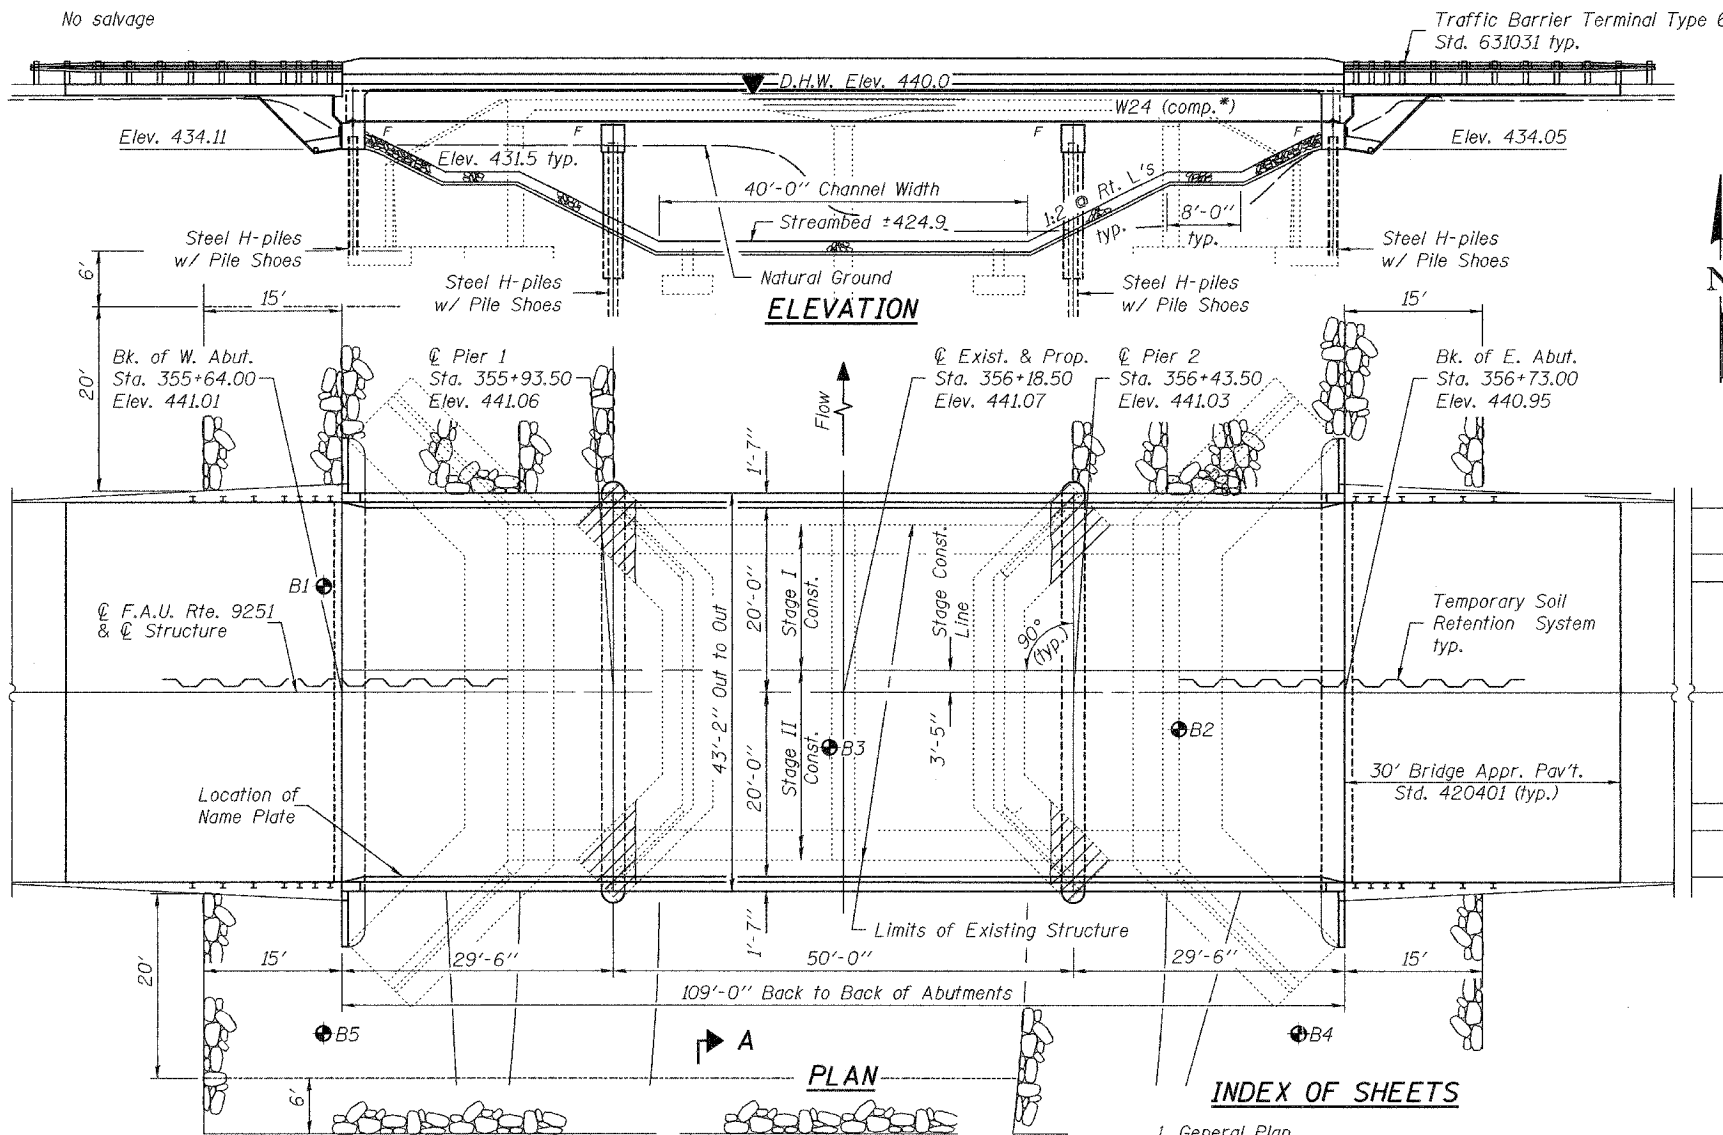 No salvage
Traffic Barrier Terminal Type 6
Std. 631031 typ.
D.H.W. Elev. 440.0
W24 (comp.*)
Elev. 434.11
F
F
F
F
Elev. 434.05
Elev. 431.5 typ.
40'-0" Channel Width
1:2 @ Rt. L's
typ.
8'-0"
typ.
Streambed ±424.9
Steel H-piles
w/ Pile Shoes
Steel H-piles
w/ Pile Shoes
Natural Ground
Steel H-piles
w/ Pile Shoes
Steel H-piles
w/ Pile Shoes
N
6'
15'
ELEVATION
15'
20'
Bk. of W. Abut.
Sta. 355+64.00
Elev. 441.01
℄ Pier 1
Sta. 355+93.50
Elev. 441.06
Flow
℄ Exist. & Prop.
Sta. 356+18.50
Elev. 441.07
℄ Pier 2
Sta. 356+43.50
Elev. 441.03
Bk. of E. Abut.
Sta. 356+73.00
Elev. 440.95
1'-7"
B1
℄ F.A.U. Rte. 9251
& ℄ Structure
43'-2" Out to Out
20'-0"
Stage I
Const.
Stage Const.
Line
90°
(typ.)
Temporary Soil
Retention System
typ.
20'-0"
Stage II
Const.
B3
3'-5"
B2
Location of
Name Plate
30' Bridge Appr. Pav't.
Std. 420401 (typ.)
Limits of Existing Structure
1'-7"
20'
15'
29'-6"
50'-0"
29'-6"
15'
109'-0" Back to Back of Abutments
B5
A
B4
PLAN
6'
INDEX OF SHEETS
1. General Plan